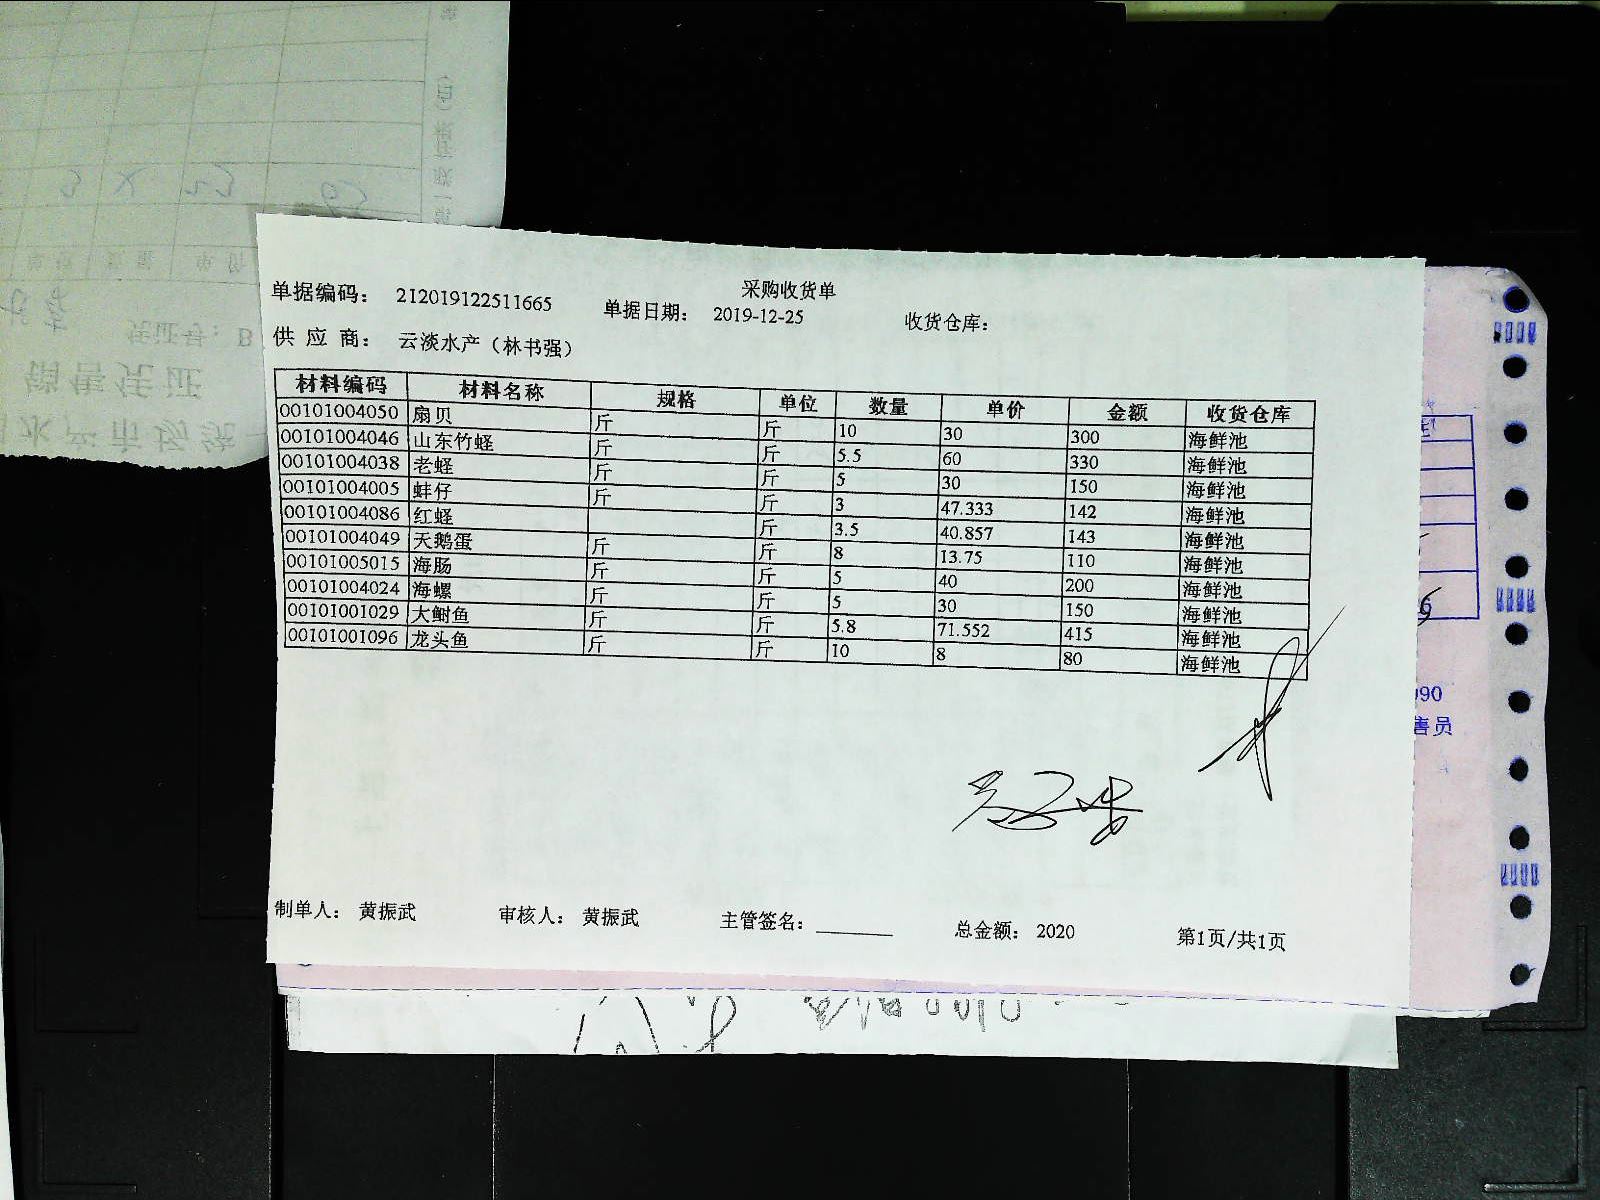 采购收货单
单据编码： 212019122511665 单据日期： 2019-12-25 收货仓库：
供 应 商： 云淡水产（林书强）
材料编码 材料名称 规格 单位 数量 单价 金额 收货仓库
00101004050 扇贝 斤 斤 10 30 300 海鲜池
00101004046 山东竹蛏 斤 斤 5.5 60 330 海鲜池
00101004038 老蛏 斤 斤 5 30 150 海鲜池
00101004005 蚌仔 斤 斤 3 47.333 142 海鲜池
00101004086 红蛏 斤 3.5 40.857 143 海鲜池
00101004049 天鹅蛋 斤 斤 8 13.75 110 海鲜池
00101005015 海肠 斤 斤 5 40 200 海鲜池
00101004024 海螺 斤 斤 5 30 150 海鲜池
00101001029 大鲋鱼 斤 斤 5.8 71.552 415 海鲜池
00101001096 龙头鱼 斤 斤 10 8 80 海鲜池
制单人： 黄振武 审核人： 黄振武 主管签名： 总金额： 2020 第1页/共1页
销售凭证
凭证号：B
售员